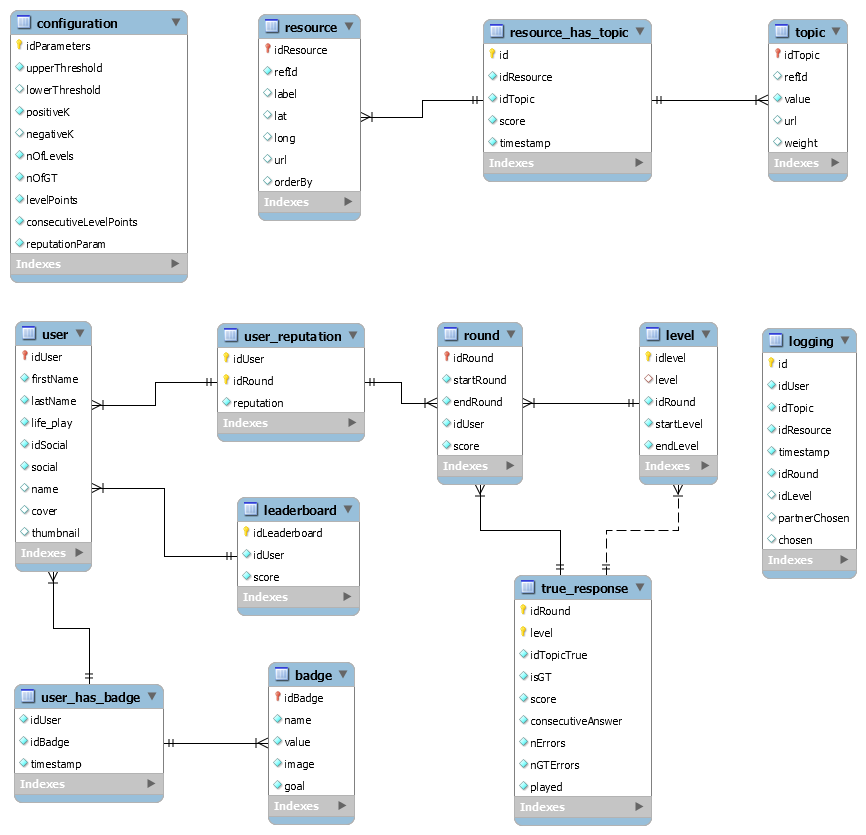 configuration
idParameters
upperThreshold
lowerThreshold
positiveK
negativeK
nOfLevels
nOfGT
levelPoints
consecutiveLevelPoints
reputationParam
Indexes
resource
idResource
refId
label
lat
long
url
orderBy
Indexes
resource_has_topic
id
idResource
idTopic
score
timestamp
Indexes
topic
idTopic
refId
value
url
weight
Indexes
user
idUser
firstName
lastName
life_play
idSocial
social
name
cover
thumbnail
Indexes
user_reputation
idUser
idRound
reputation
Indexes
round
idRound
startRound
endRound
idUser
score
Indexes
level
idlevel
level
idRound
startLevel
endLevel
Indexes
logging
id
idUser
idTopic
idResource
timestamp
idRound
idLevel
partnerChosen
chosen
Indexes
leaderboard
idLeaderboard
idUser
score
Indexes
true_response
idRound
level
idTopicTrue
isGT
score
consecutiveAnswer
nErrors
nGTErrors
played
Indexes
user_has_badge
idUser
idBadge
timestamp
Indexes
badge
idBadge
name
value
image
goal
Indexes